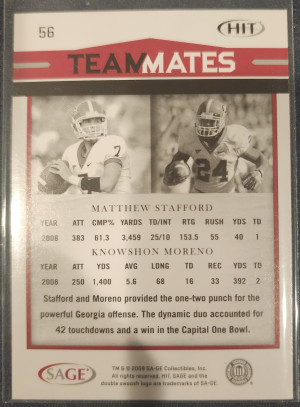 56
HIT
TEAMMATES
7
24
MATTHEW STAFFORD
YEAR ATT CMP% YARDS TD/INT RTG RUSH YDS TD
2008 383 61.3 3,459 25/10 153.5 55 40 1
KNOWSHON MORENO
YEAR ATT YDS AVG LONG TD REC YDS TD
2008 250 1,400 5.6 68 16 33 392 2
Stafford and Moreno provided the one-two punch for the
powerful Georgia offense. The dynamic duo accounted for
42 touchdowns and a win in the Capital One Bowl.
SAGE
TM & © 2009 SA•GE Collectibles, Inc.
All rights reserved. HIT, SAGE and the
double swoosh logo are trademarks of SA•GE.